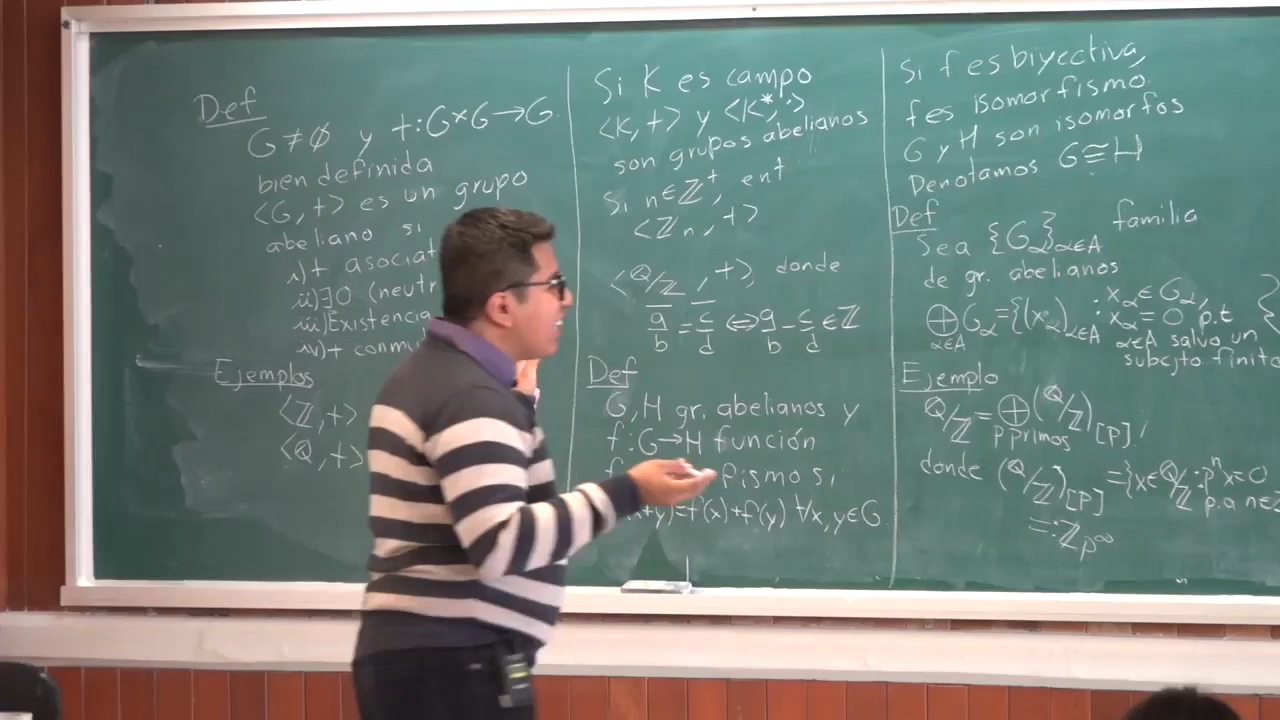 Def
G≠∅ y +:G×G→G
bien definida
<G,+> es un grupo
abeliano si
i)+ asociat
ii)∃0 (neutr
iii)Existencia
iv)+ conmu
Ejemplos
<ℤ,+>
<ℚ,+>
Si K es campo
<K,+> y <K*,·>
son grupos abelianos
Si n∈ℤ⁺, ent
<ℤn,+>
<ℚ/ℤ,+>, donde
a/b = c/d ⇔ a/b - c/d ∈ ℤ
Def
G,H gr. abelianos y
f:G→H función
f fismo si
(x+y)=f(x)+f(y) ∀x,y∈G
Si f es biyectiva,
f es isomorfismo
G y H son isomorfos
Denotamos G≅H
Def
Sea {Gα}α∈A familia
de gr. abelianos
⊕α∈A Gα={(xα)α∈A : xα∈Gα, xα=0 p.t
α∈A salvo un
subcjto finito
Ejemplo
ℚ/ℤ = ⊕ p primos (ℚ/ℤ)[p],
donde (ℚ/ℤ)[p] ={x∈ℚ/ℤ:pⁿx=0
p.a n∈
=:ℤp∞